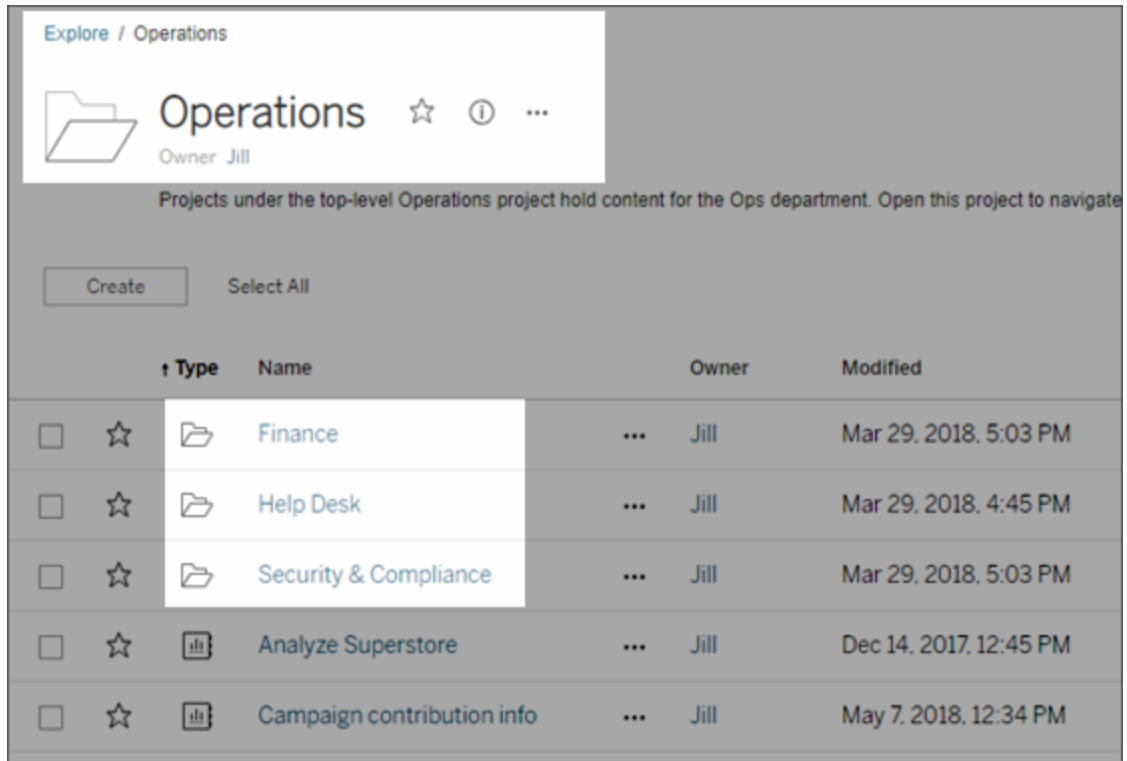 Explore / Operations
Operations
Owner Jill
Projects under the top-level Operations project hold content for the Ops department. Open this project to navigate
Create Select All
↑ Type Name Owner Modified
Finance ... Jill Mar 29, 2018, 5:03 PM
Help Desk ... Jill Mar 29, 2018, 4:45 PM
Security & Compliance ... Jill Mar 29, 2018, 5:03 PM
Analyze Superstore ... Jill Dec 14, 2017, 12:45 PM
Campaign contribution info ... Jill May 7, 2018, 12:34 PM